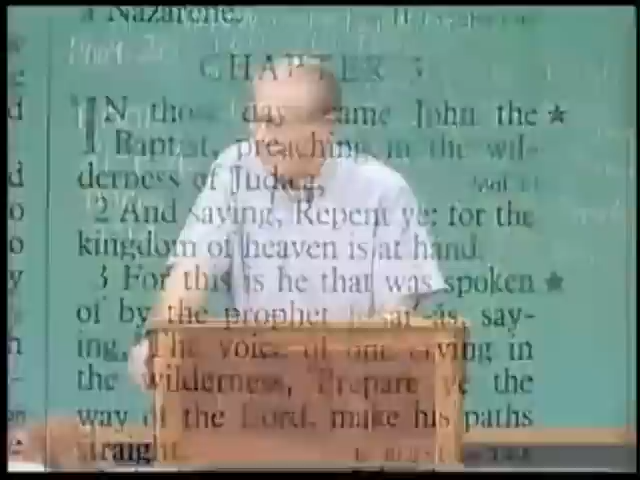 a Nazarene.
CHAPTER 3
IN those days came John the ★
Baptist, preaching in the wil-
derness of Judea,
2 And saying, Repent ye: for the
kingdom of heaven is at hand.
3 For this is he that was spoken ★
of by the prophet Esaias, say-
ing, The voice of one crying in
the wilderness, Prepare ye the
way of the Lord, make his paths
straight.